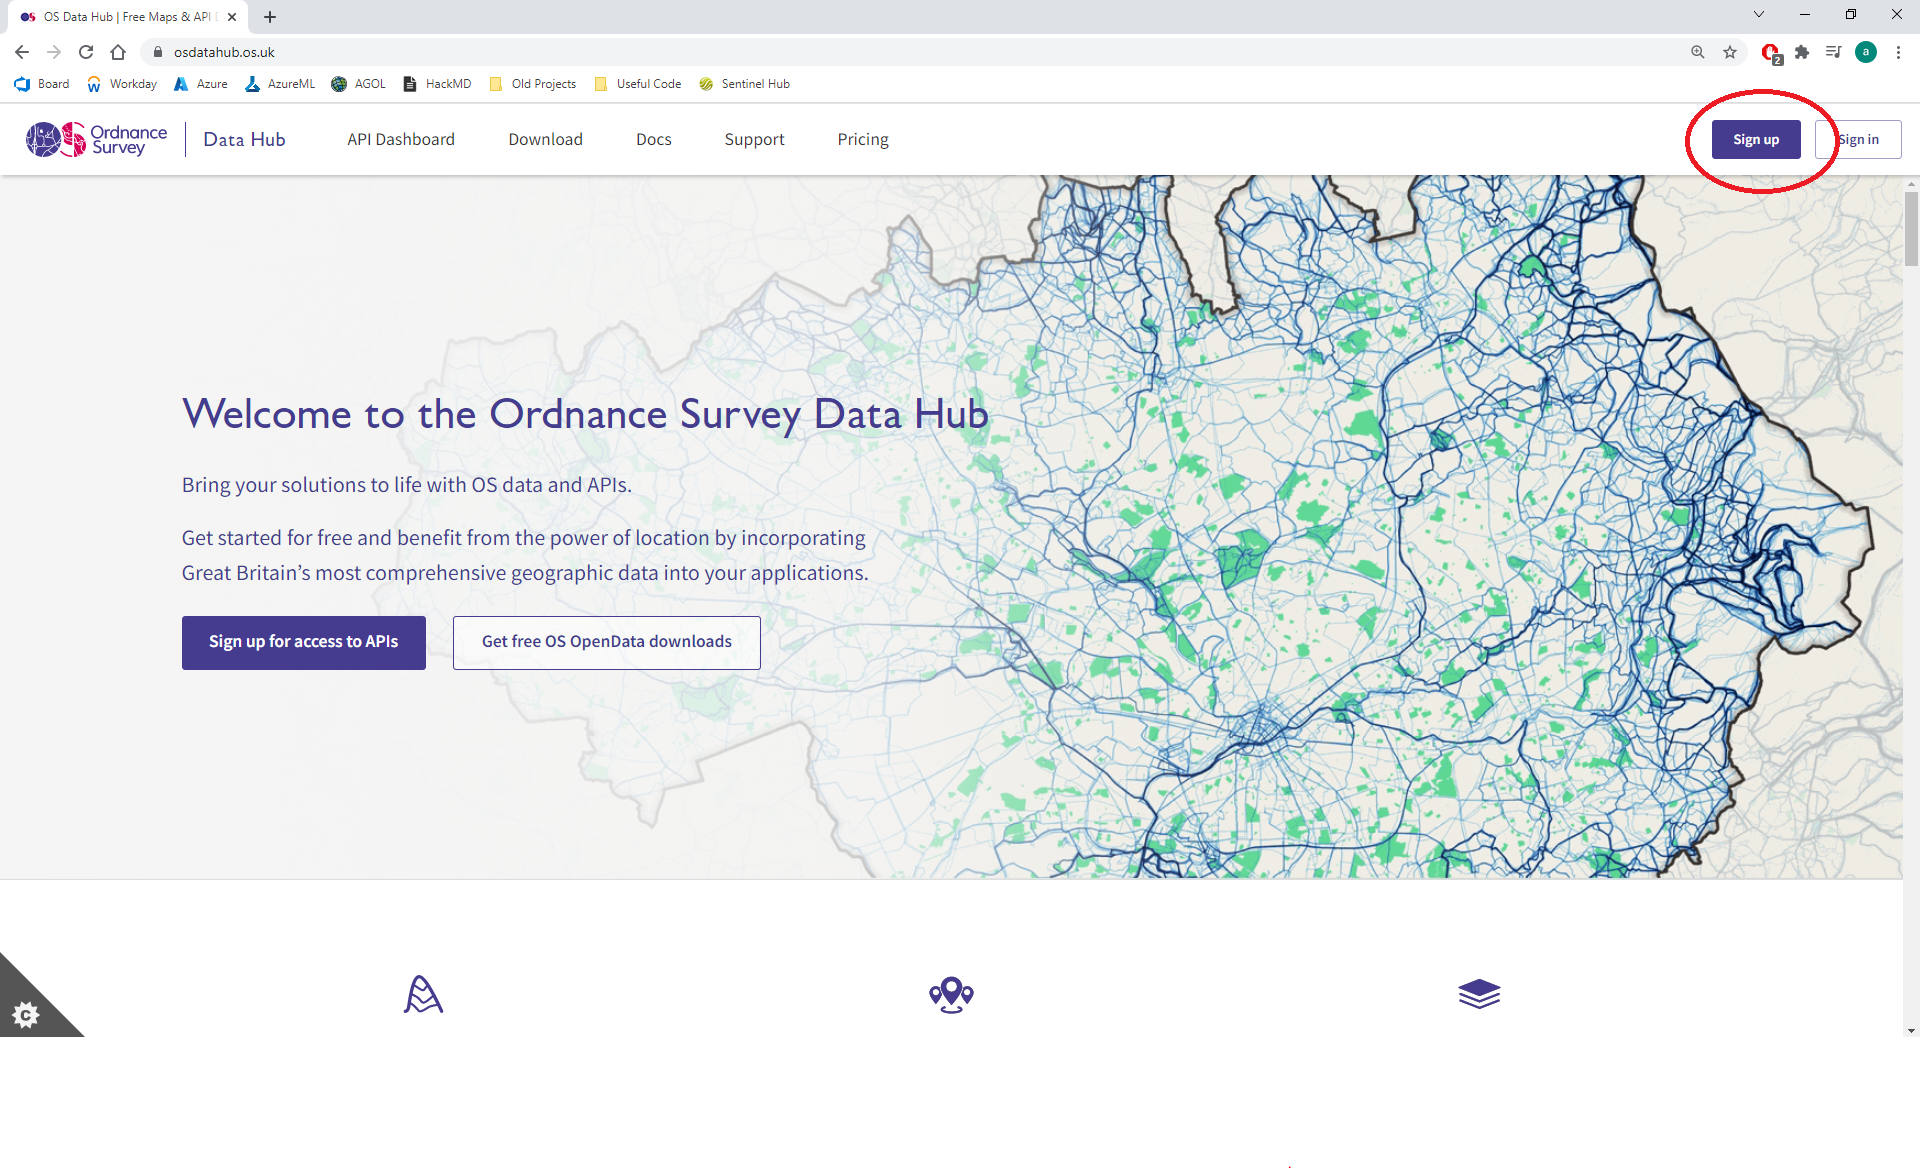 OS Data Hub | Free Maps & API
osdatahub.os.uk
2
a
Board Workday Azure AzureML AGOL HackMD Old Projects Useful Code Sentinel Hub
Ordnance Survey
Data Hub
API Dashboard Download Docs Support Pricing
Sign up Sign in
Welcome to the Ordnance Survey Data Hub
Bring your solutions to life with OS data and APIs.
Get started for free and benefit from the power of location by incorporating
Great Britain’s most comprehensive geographic data into your applications.
Sign up for access to APIs Get free OS OpenData downloads
C